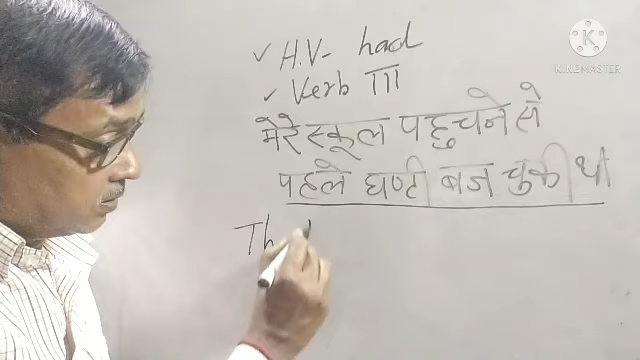 ✓ H.V- had
✓ Verb III
मेरे स्कूल पहुचने से
पहले घण्टी बज चुकी थी
Th
KINEMASTER